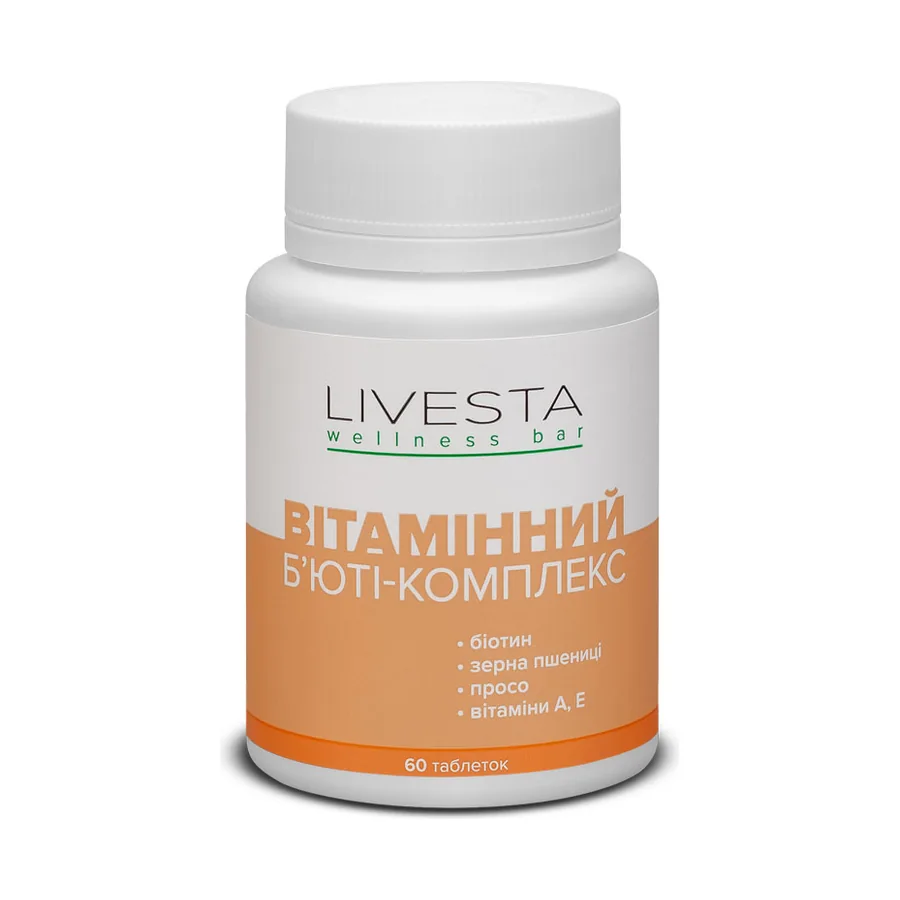 LIVESTA
wellness bar
ВІТАМІННИЙ
Б'ЮТІ-КОМПЛЕКС
• біотин
• зерна пшениці
• просо
• вітаміни А, Е
60 таблеток